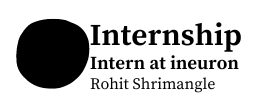 Internship
Intern at ineuron
Rohit Shrimangle